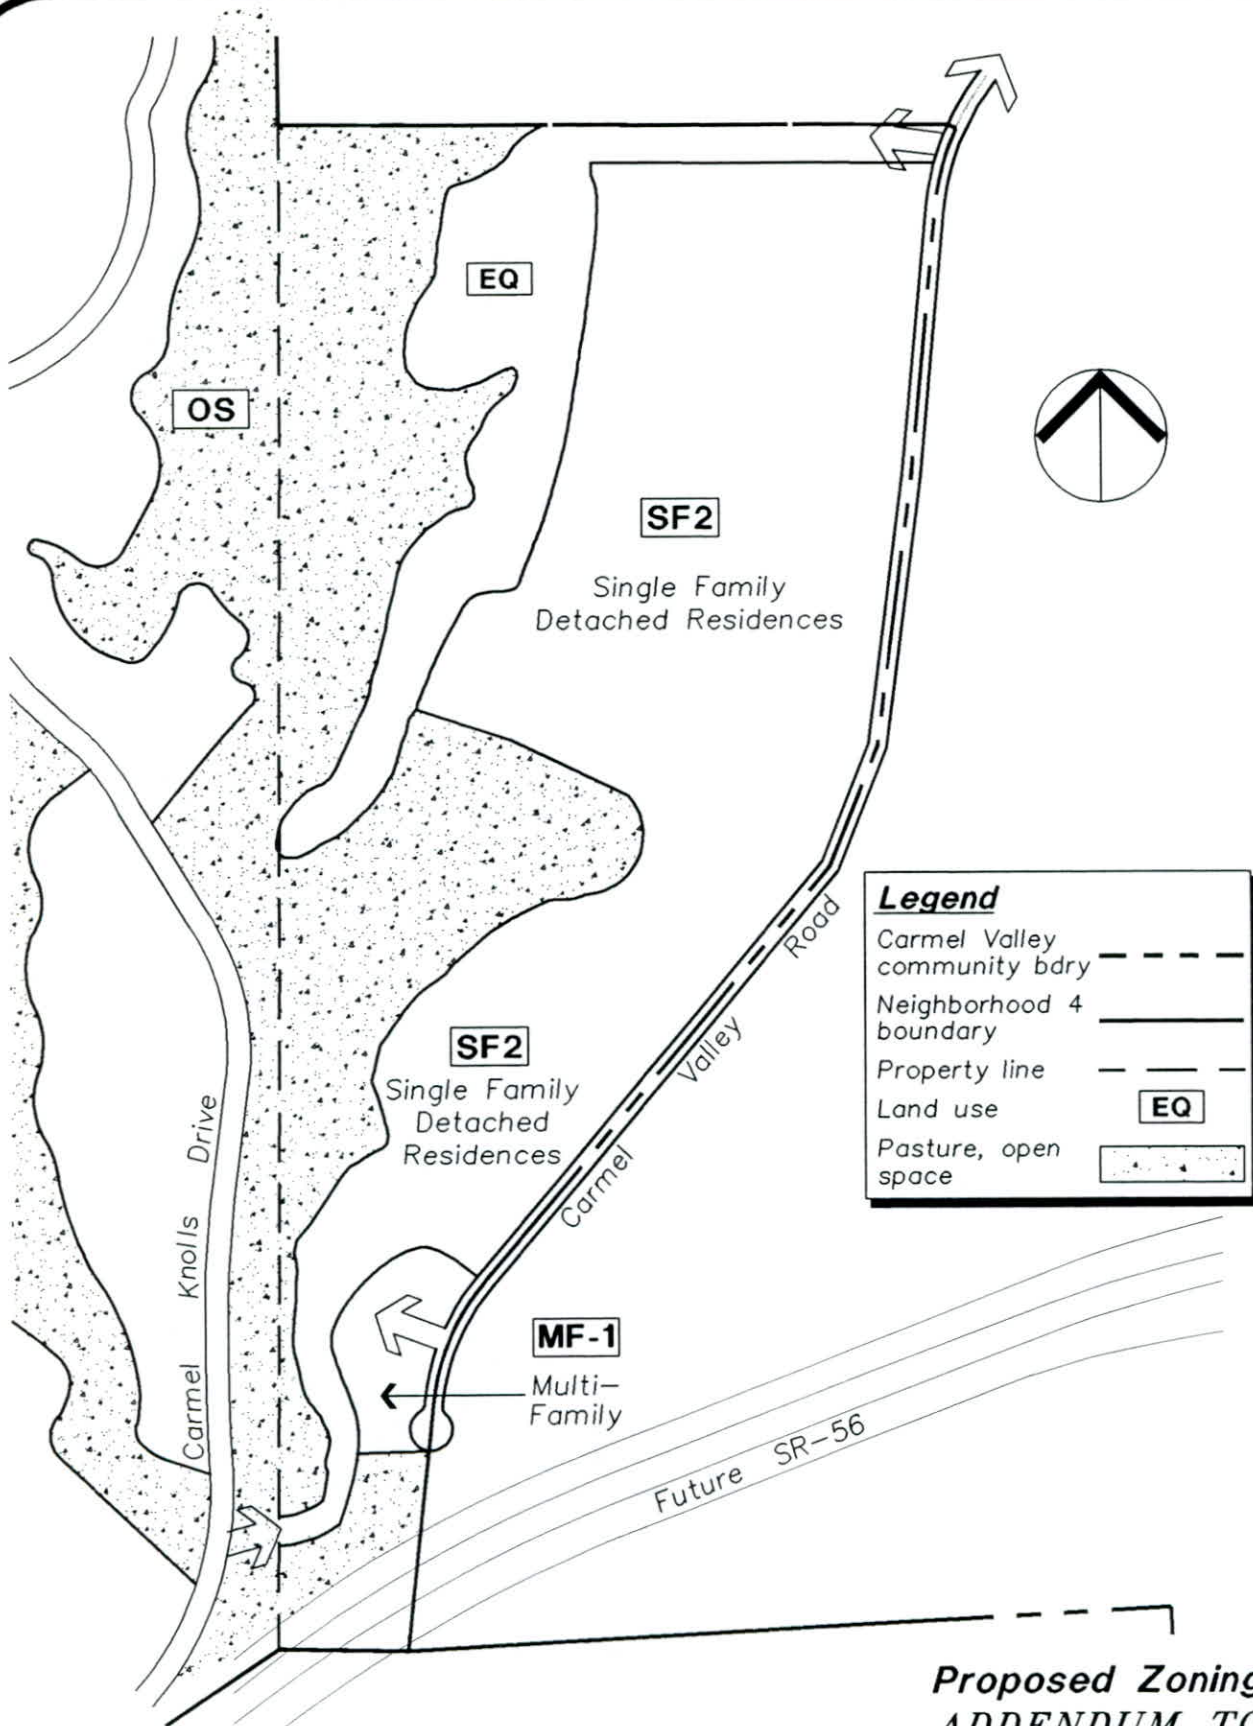 EQ
OS
SF2
Single Family
Detached Residences
Legend
Carmel Valley
community bdry
Neighborhood 4
boundary
Property line
Land use
EQ
Pasture, open
space
Carmel Valley Road
SF2
Single Family
Detached
Residences
Carmel Knolls Drive
MF-1
Multi-
Family
Future SR-56
Proposed Zoning
ADDENDUM TO